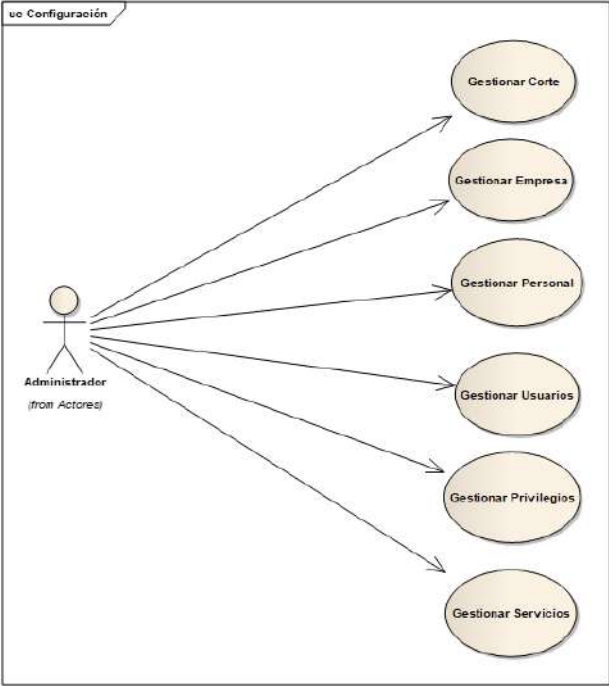 uc Configuración
Gestionar Corte
Gestionar Empresa
Gestionar Personal
Administrador
(from Actores)
Gestionar Usuarios
Gestionar Privilegios
Gestionar Servicios